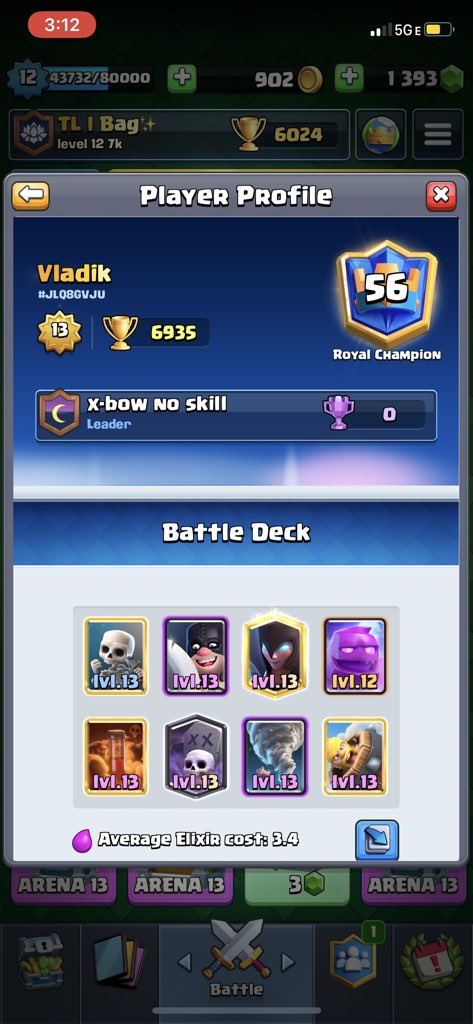 3:12
5GE
12 43732/80000
902
1 393
TL | Bag✨
level 12 7k
6024
Player Profile
Vladik
#JLQ8GVJU
13
6935
56
Royal Champion
x-bow no skill
Leader
0
Battle Deck
lvl.13
lvl.13
lvl.13
lvl.12
lvl.13
lvl.13
lvl.13
lvl.13
Average Elixir cost: 3.4
ARENA 13
ARENA 13
3
ARENA 13
1
Battle